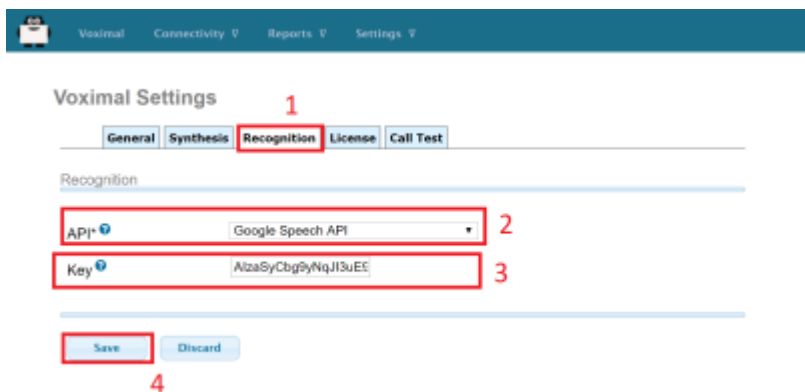 Voximal Connectivity ∇ Reports ∇ Settings ∇
Voximal Settings
1
General Synthesis Recognition License Call Test
Recognition
API* ? Google Speech API ▼ 2
Key ? AIzaSyCbg9yNqJI3uES 3
Save Discard
4